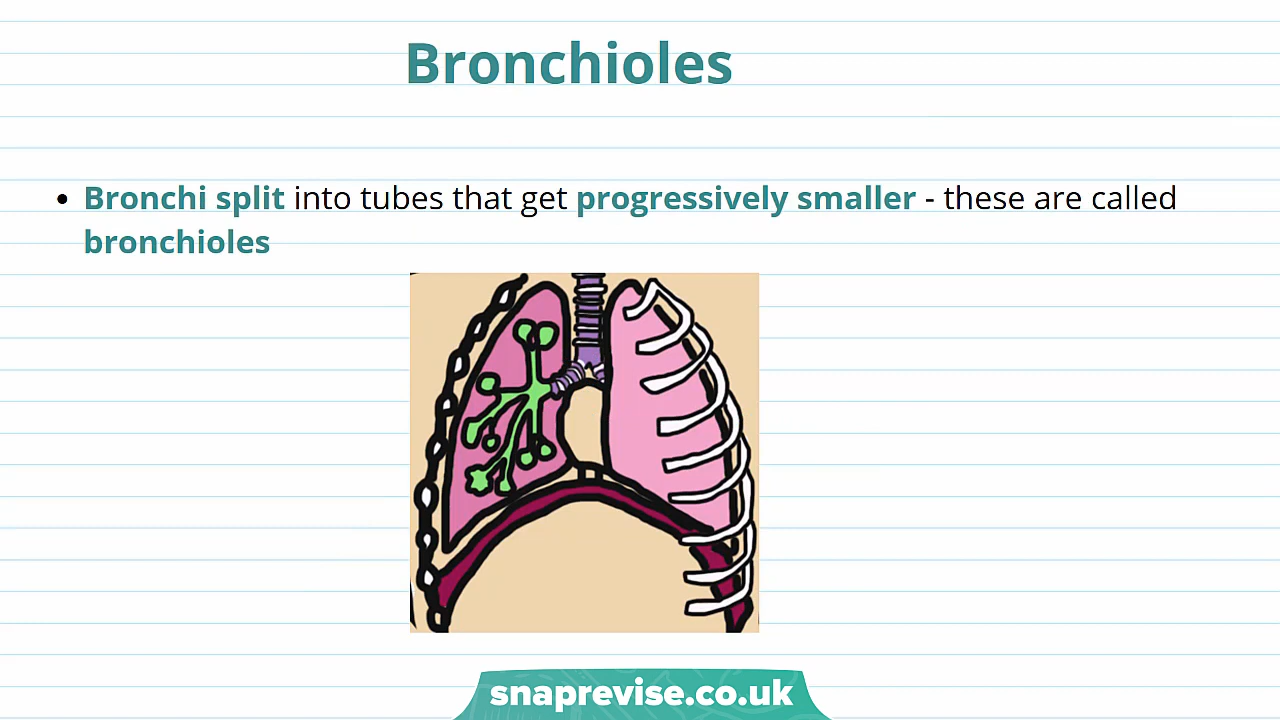 Bronchioles
• Bronchi split into tubes that get progressively smaller - these are called
bronchioles
snaprevise.co.uk